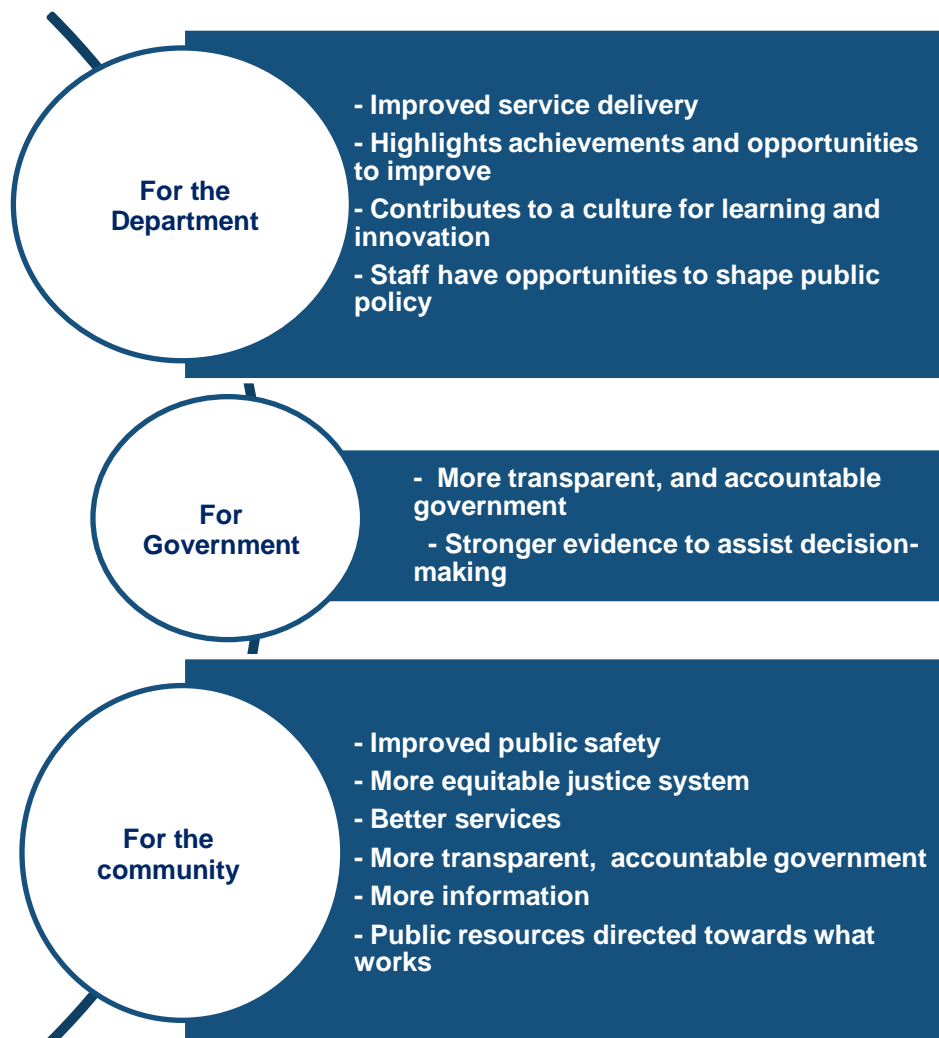 For the
Department
- Improved service delivery
- Highlights achievements and opportunities
to improve
- Contributes to a culture for learning and
innovation
- Staff have opportunities to shape public
policy
For
Government
- More transparent, and accountable
government
- Stronger evidence to assist decision-
making
For the
community
- Improved public safety
- More equitable justice system
- Better services
- More transparent, accountable government
- More information
- Public resources directed towards what
works